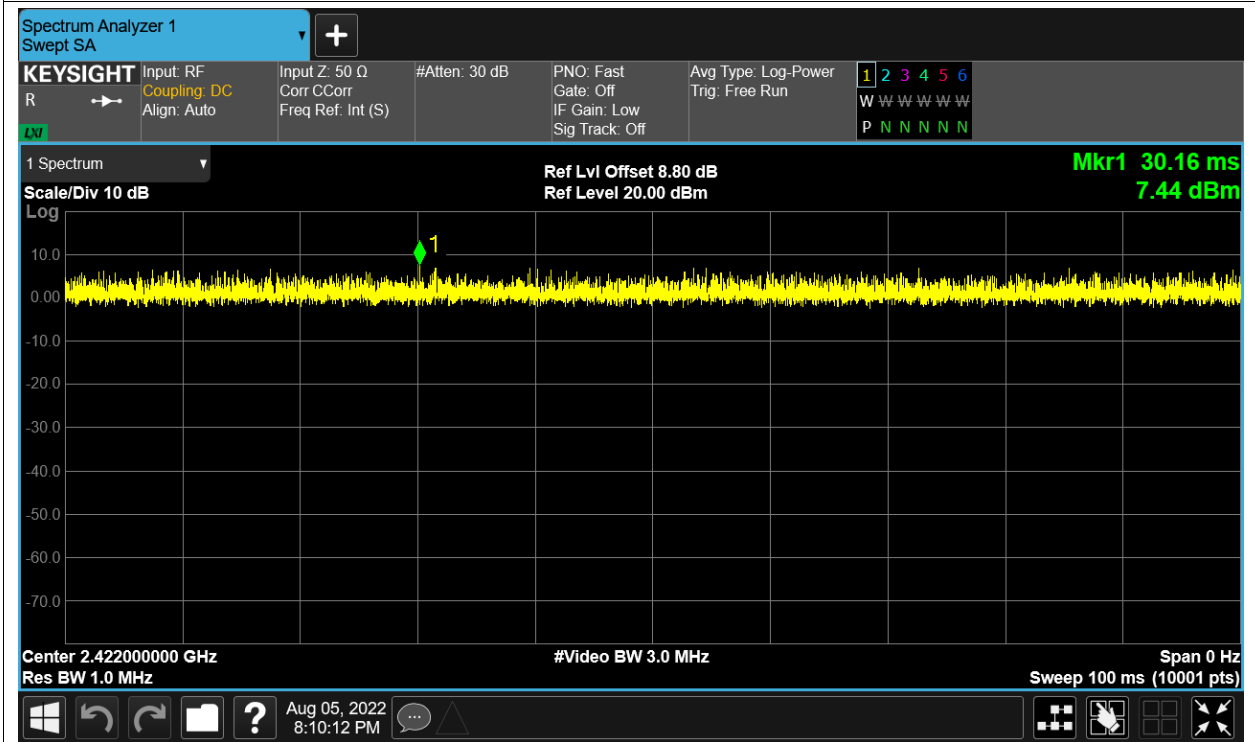 Spectrum Analyzer 1
Swept SA
+
KEYSIGHT
R
LXI
Input: RF
Coupling: DC
Align: Auto
Input Z: 50 Ω
Corr CCorr
Freq Ref: Int (S)
#Atten: 30 dB
PNO: Fast
Gate: Off
IF Gain: Low
Sig Track: Off
Avg Type: Log-Power
Trig: Free Run
1 2 3 4 5 6
W W W W W W
P N N N N N
1 Spectrum
Scale/Div 10 dB
Log
Ref Lvl Offset 8.80 dB
Ref Level 20.00 dBm
Mkr1 30.16 ms
7.44 dBm
1
10.0
0.00
-10.0
-20.0
-30.0
-40.0
-50.0
-60.0
-70.0
Center 2.422000000 GHz
Res BW 1.0 MHz
#Video BW 3.0 MHz
Span 0 Hz
Sweep 100 ms (10001 pts)
?
Aug 05, 2022
8:10:12 PM